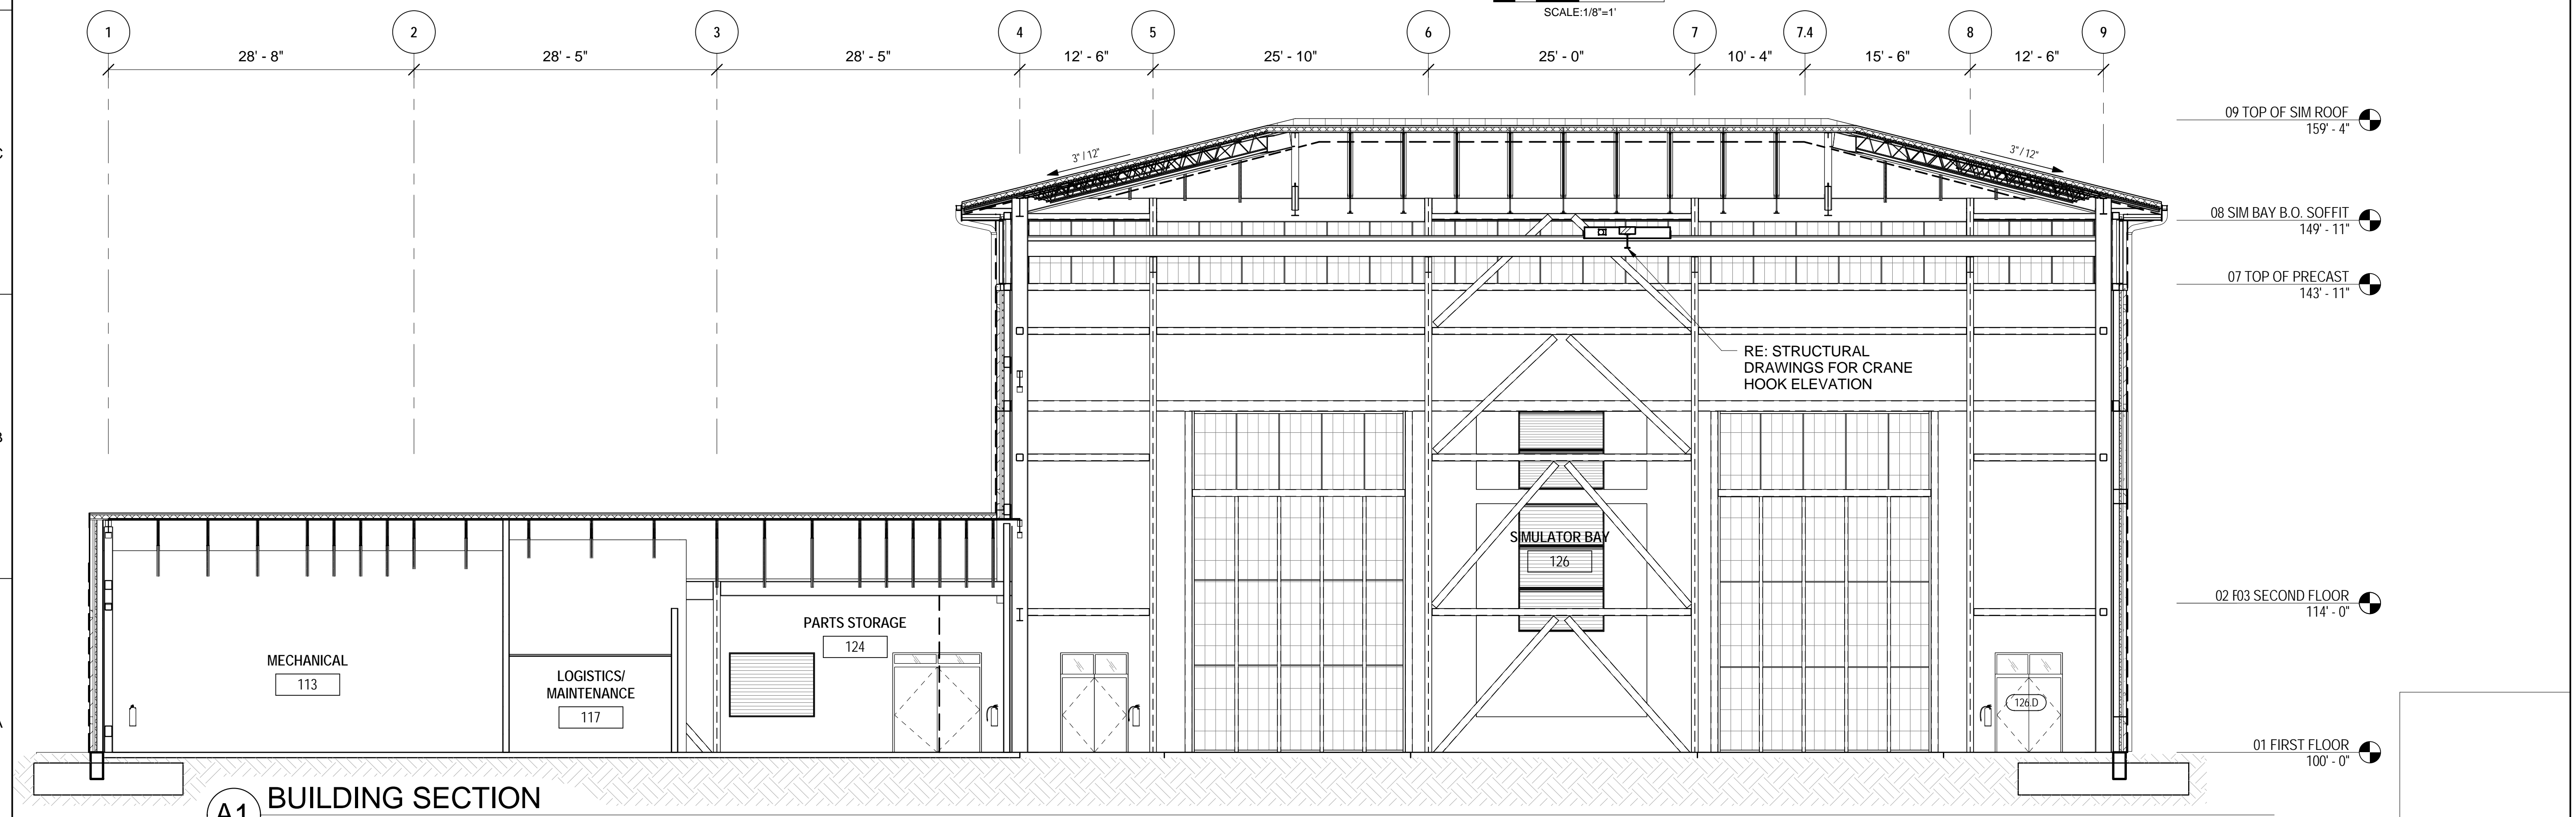 SCALE:1/8"=1'
1 2 3 4 5 6 7 7.4 8 9
28' - 8" 28' - 5" 28' - 5" 12' - 6" 25' - 10" 25' - 0" 10' - 4" 15' - 6" 12' - 6"
09 TOP OF SIM ROOF
159' - 4"
3" / 12"
3" / 12"
08 SIM BAY B.O. SOFFIT
149' - 11"
07 TOP OF PRECAST
143' - 11"
RE: STRUCTURAL
DRAWINGS FOR CRANE
HOOK ELEVATION
SIMULATOR BAY
126
02 F03 SECOND FLOOR
114' - 0"
PARTS STORAGE
124
MECHANICAL
113
LOGISTICS/
MAINTENANCE
117
126.D
01 FIRST FLOOR
100' - 0"
A1
BUILDING SECTION